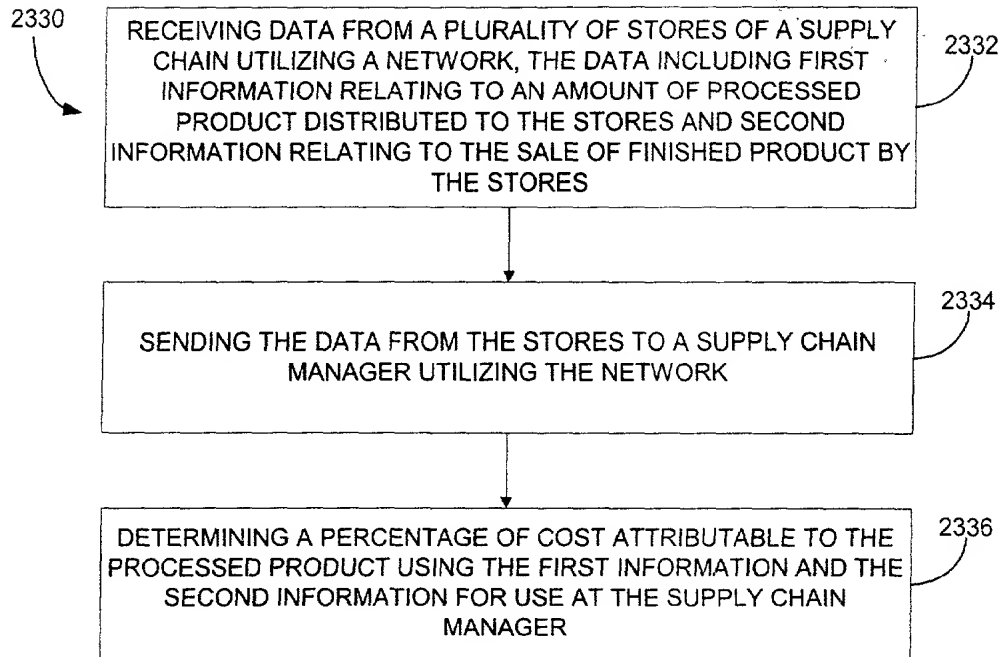 2330
RECEIVING DATA FROM A PLURALITY OF STORES OF A SUPPLY
CHAIN UTILIZING A NETWORK, THE DATA INCLUDING FIRST
INFORMATION RELATING TO AN AMOUNT OF PROCESSED
PRODUCT DISTRIBUTED TO THE STORES AND SECOND
INFORMATION RELATING TO THE SALE OF FINISHED PRODUCT BY
THE STORES
2332
SENDING THE DATA FROM THE STORES TO A SUPPLY CHAIN
MANAGER UTILIZING THE NETWORK
2334
DETERMINING A PERCENTAGE OF COST ATTRIBUTABLE TO THE
PROCESSED PRODUCT USING THE FIRST INFORMATION AND THE
SECOND INFORMATION FOR USE AT THE SUPPLY CHAIN
MANAGER
2336